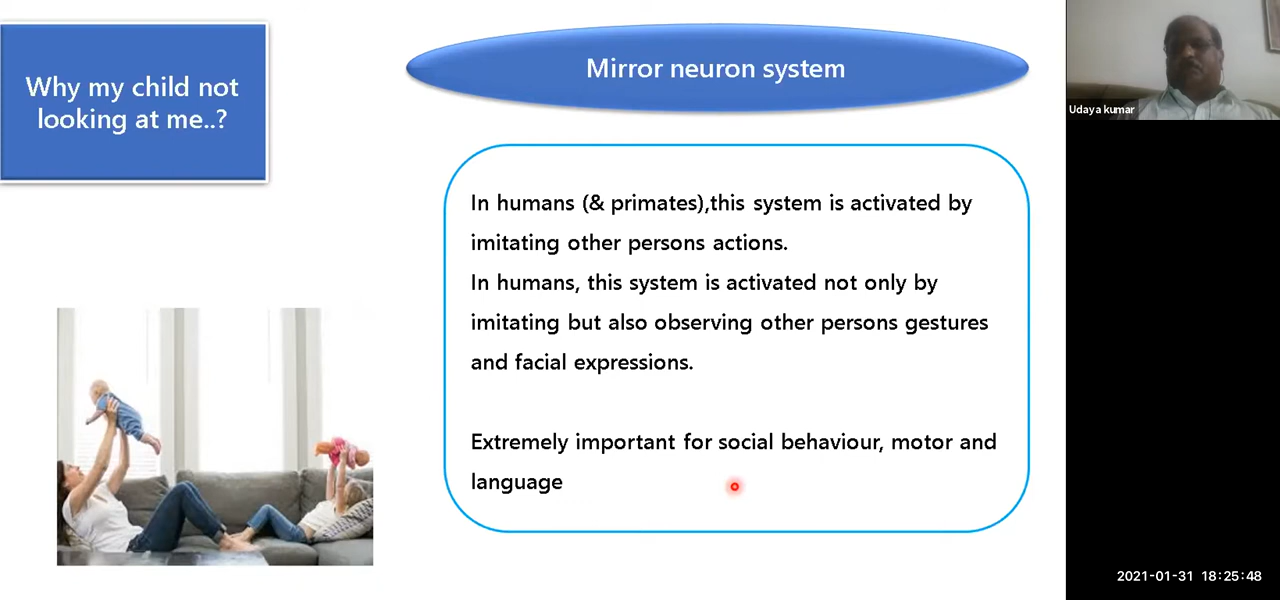 Why my child not
looking at me..?
Mirror neuron system
In humans (& primates),this system is activated by
imitating other persons actions.
In humans, this system is activated not only by
imitating but also observing other persons gestures
and facial expressions.
Extremely important for social behaviour, motor and
language
Udaya kumar
2021-01-31 18:25:48